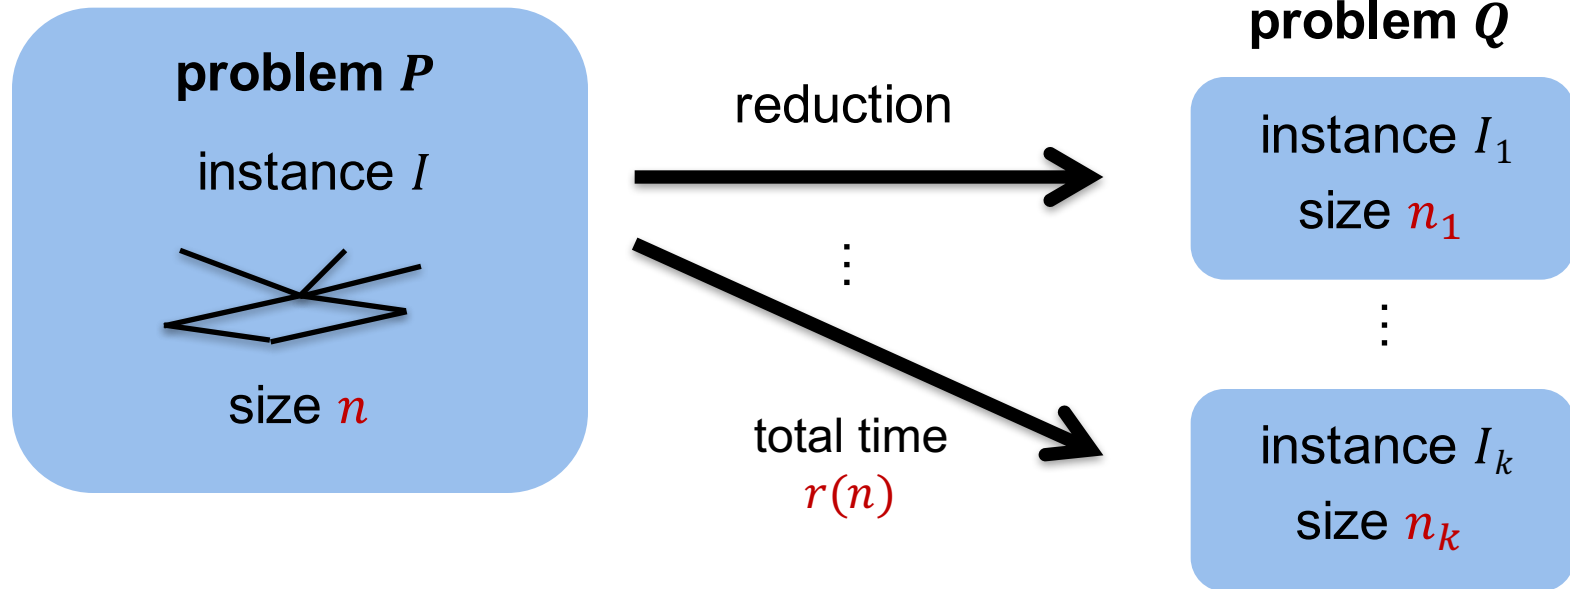 problem P
instance I
size n
reduction
⋮
total time
r(n)
problem Q
instance I₁
size n₁
⋮
instance Iₖ
size nₖ